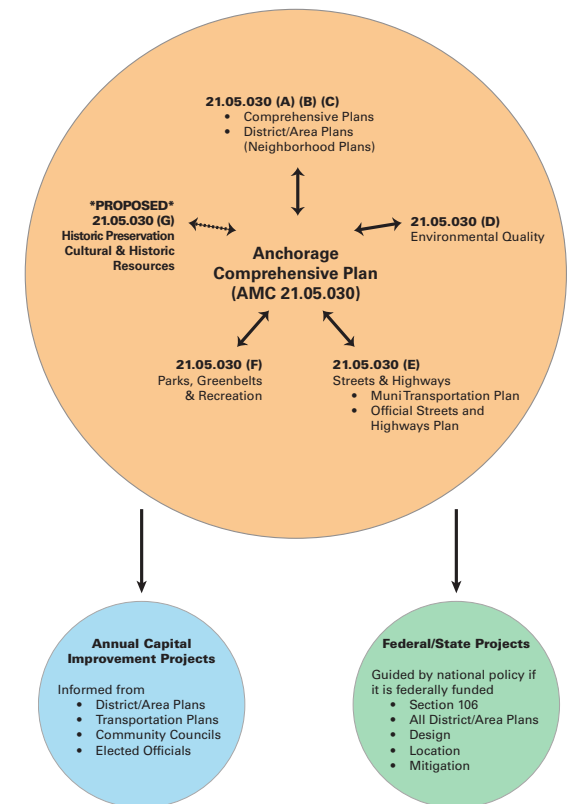 21.05.030 (A) (B) (C)
• Comprehensive Plans
• District/Area Plans
(Neighborhood Plans)
*PROPOSED*
21.05.030 (G)
Historic Preservation
Cultural & Historic
Resources
21.05.030 (D)
Environmental Quality
Anchorage
Comprehensive Plan
(AMC 21.05.030)
21.05.030 (F)
Parks, Greenbelts
& Recreation
21.05.030 (E)
Streets & Highways
• Muni Transportation Plan
• Official Streets and
Highways Plan
Annual Capital
Improvement Projects
Informed from
• District/Area Plans
• Transportation Plans
• Community Councils
• Elected Officials
Federal/State Projects
Guided by national policy if
it is federally funded
• Section 106
• All District/Area Plans
• Design
• Location
• Mitigation